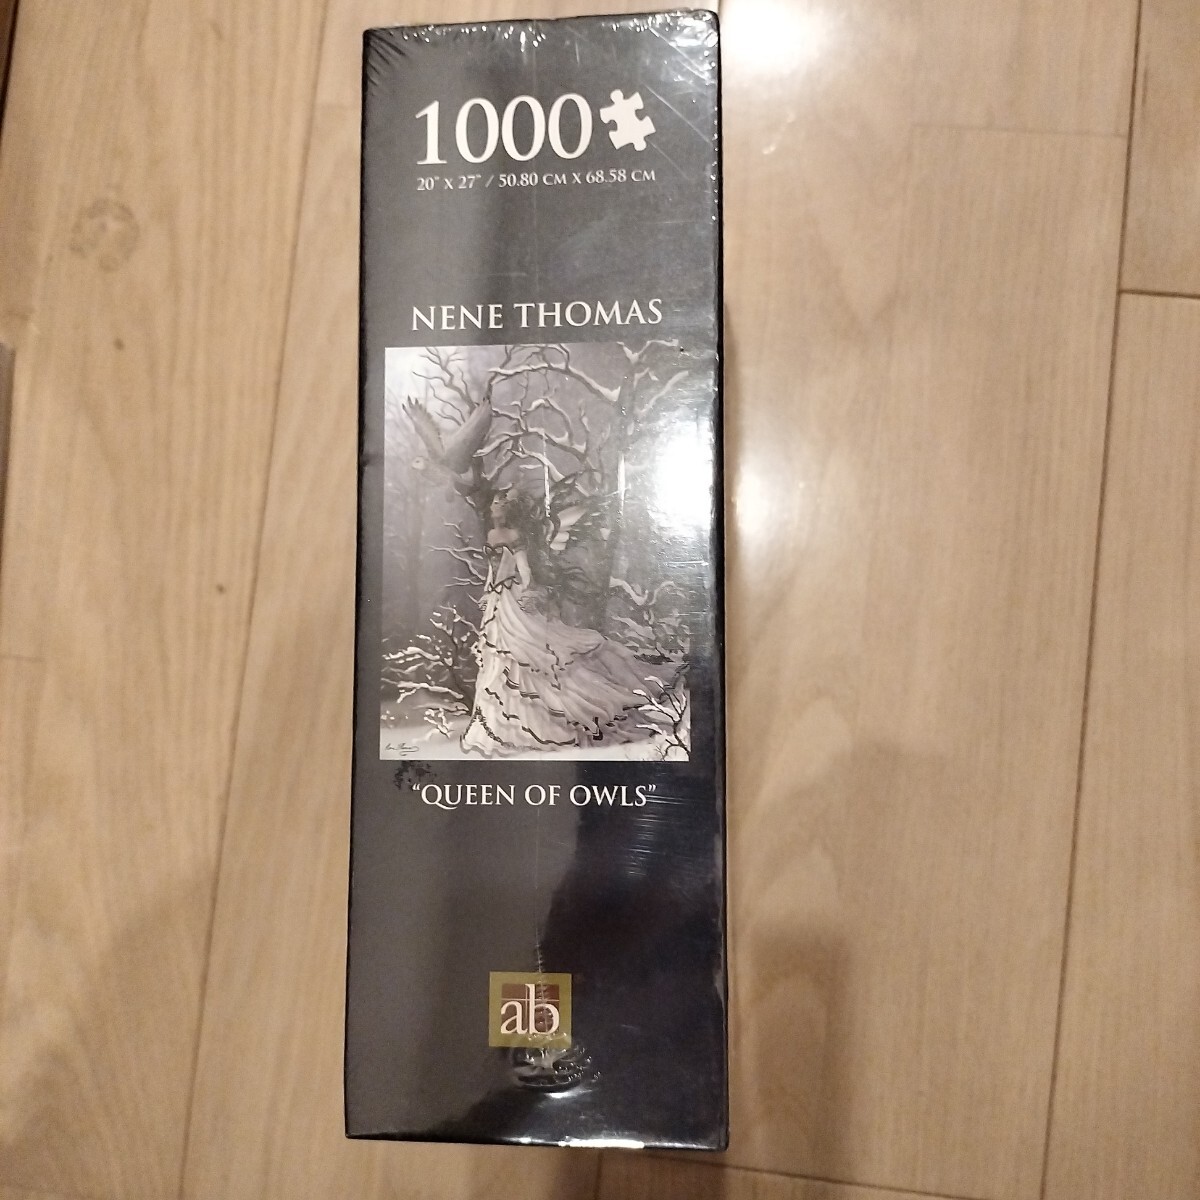 1000
20" X 27" / 50.80 CM X 68.58 CM
NENE THOMAS
"QUEEN OF OWLS"
ab